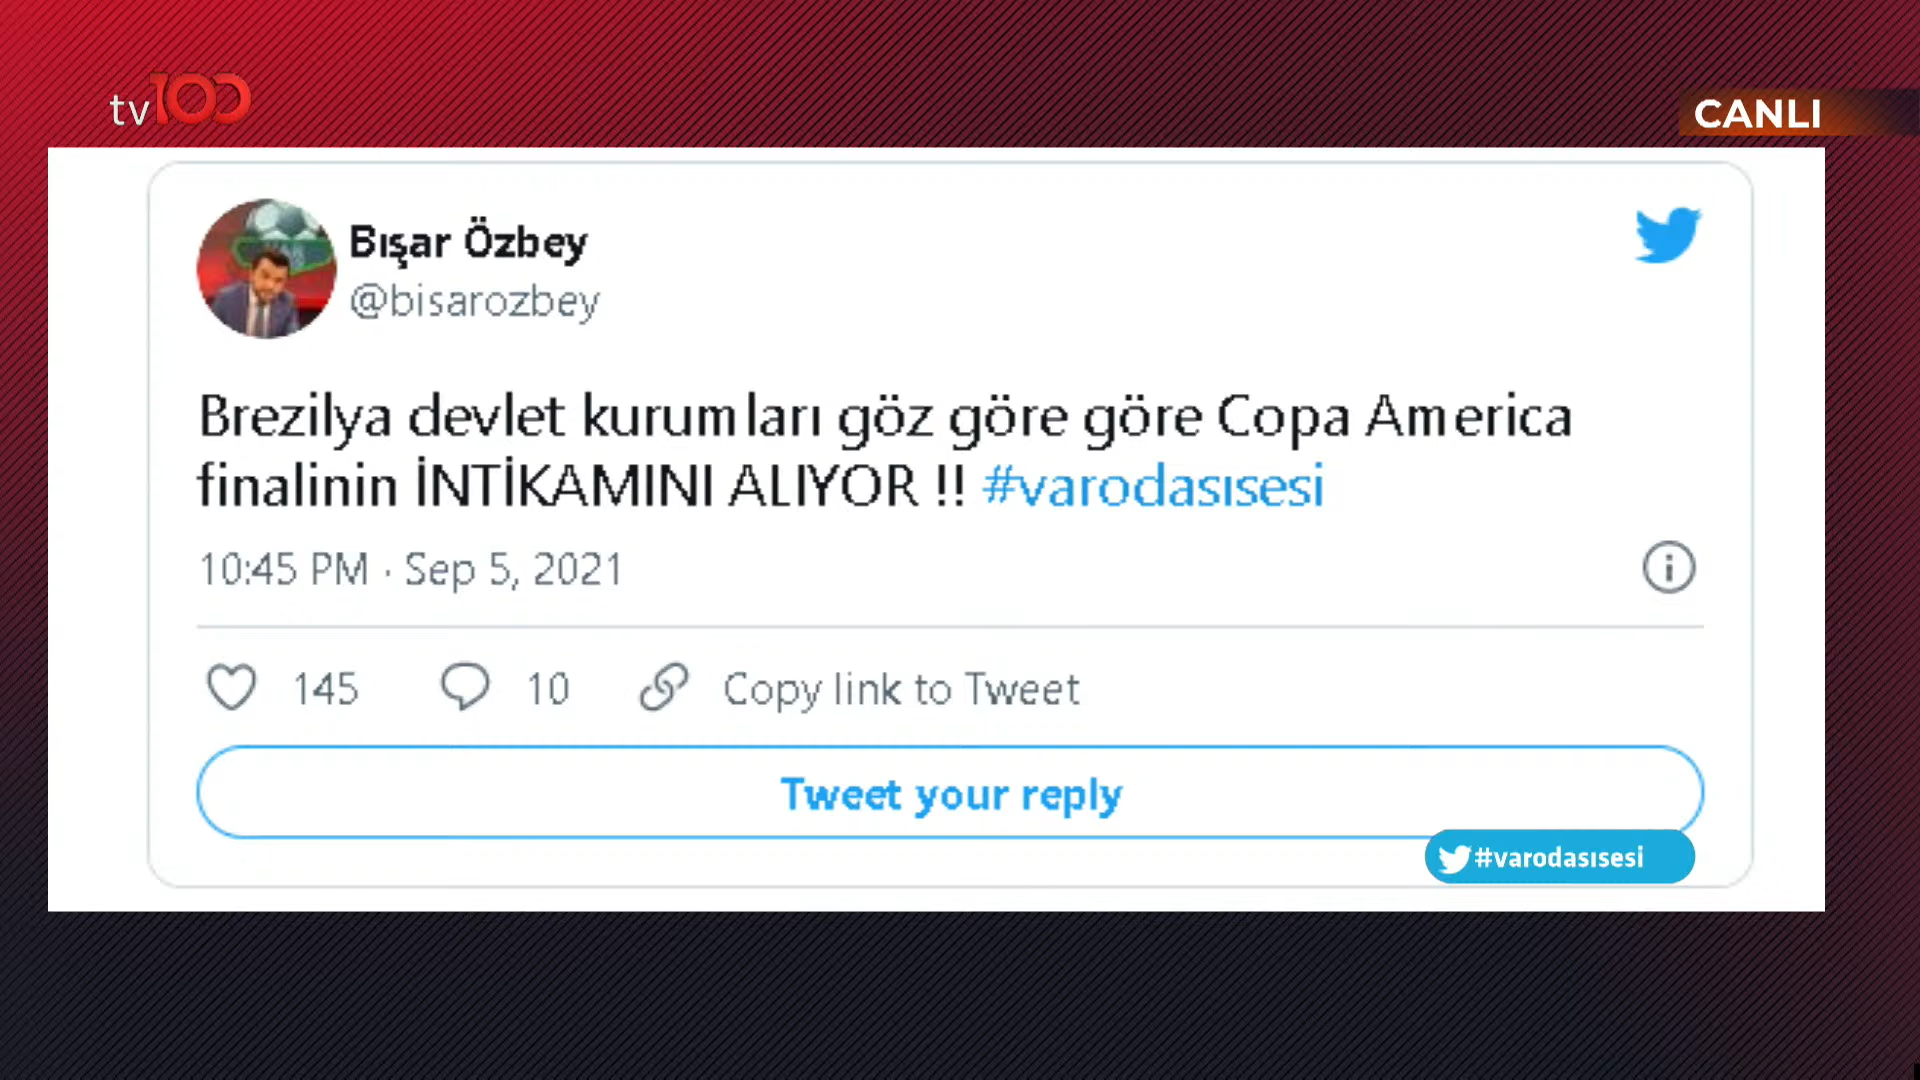 tv100
CANLI
Bışar Özbey
@bisarozbey
Brezilya devlet kurumları göz göre göre Copa America
finalinin İNTİKAMINI ALIYOR !! #varodasısesi
10:45 PM · Sep 5, 2021
145
10
Copy link to Tweet
Tweet your reply
#varodasısesi